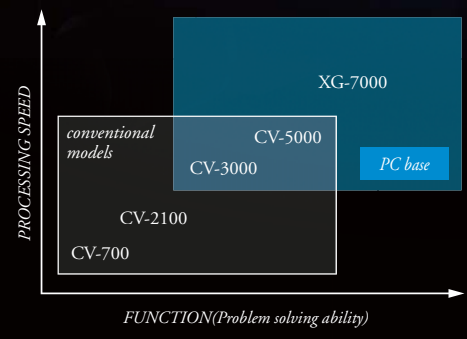 PROCESSING SPEED
XG-7000
conventional
models
CV-5000
CV-3000
PC base
CV-2100
CV-700
FUNCTION(Problem solving ability)